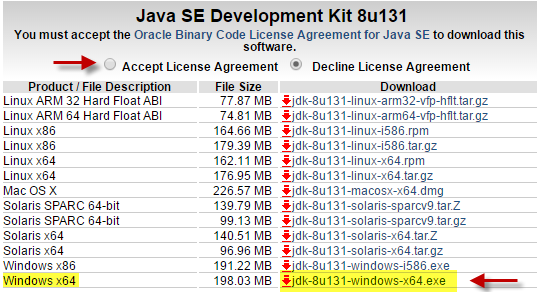 Java SE Development Kit 8u131
You must accept the Oracle Binary Code License Agreement for Java SE to download this
software.
Accept License Agreement Decline License Agreement
Product / File Description File Size Download
Linux ARM 32 Hard Float ABI 77.87 MB jdk-8u131-linux-arm32-vfp-hflt.tar.gz
Linux ARM 64 Hard Float ABI 74.81 MB jdk-8u131-linux-arm64-vfp-hflt.tar.gz
Linux x86 164.66 MB jdk-8u131-linux-i586.rpm
Linux x86 179.39 MB jdk-8u131-linux-i586.tar.gz
Linux x64 162.11 MB jdk-8u131-linux-x64.rpm
Linux x64 176.95 MB jdk-8u131-linux-x64.tar.gz
Mac OS X 226.57 MB jdk-8u131-macosx-x64.dmg
Solaris SPARC 64-bit 139.79 MB jdk-8u131-solaris-sparcv9.tar.Z
Solaris SPARC 64-bit 99.13 MB jdk-8u131-solaris-sparcv9.tar.gz
Solaris x64 140.51 MB jdk-8u131-solaris-x64.tar.Z
Solaris x64 96.96 MB jdk-8u131-solaris-x64.tar.gz
Windows x86 191.22 MB jdk-8u131-windows-i586.exe
Windows x64 198.03 MB jdk-8u131-windows-x64.exe